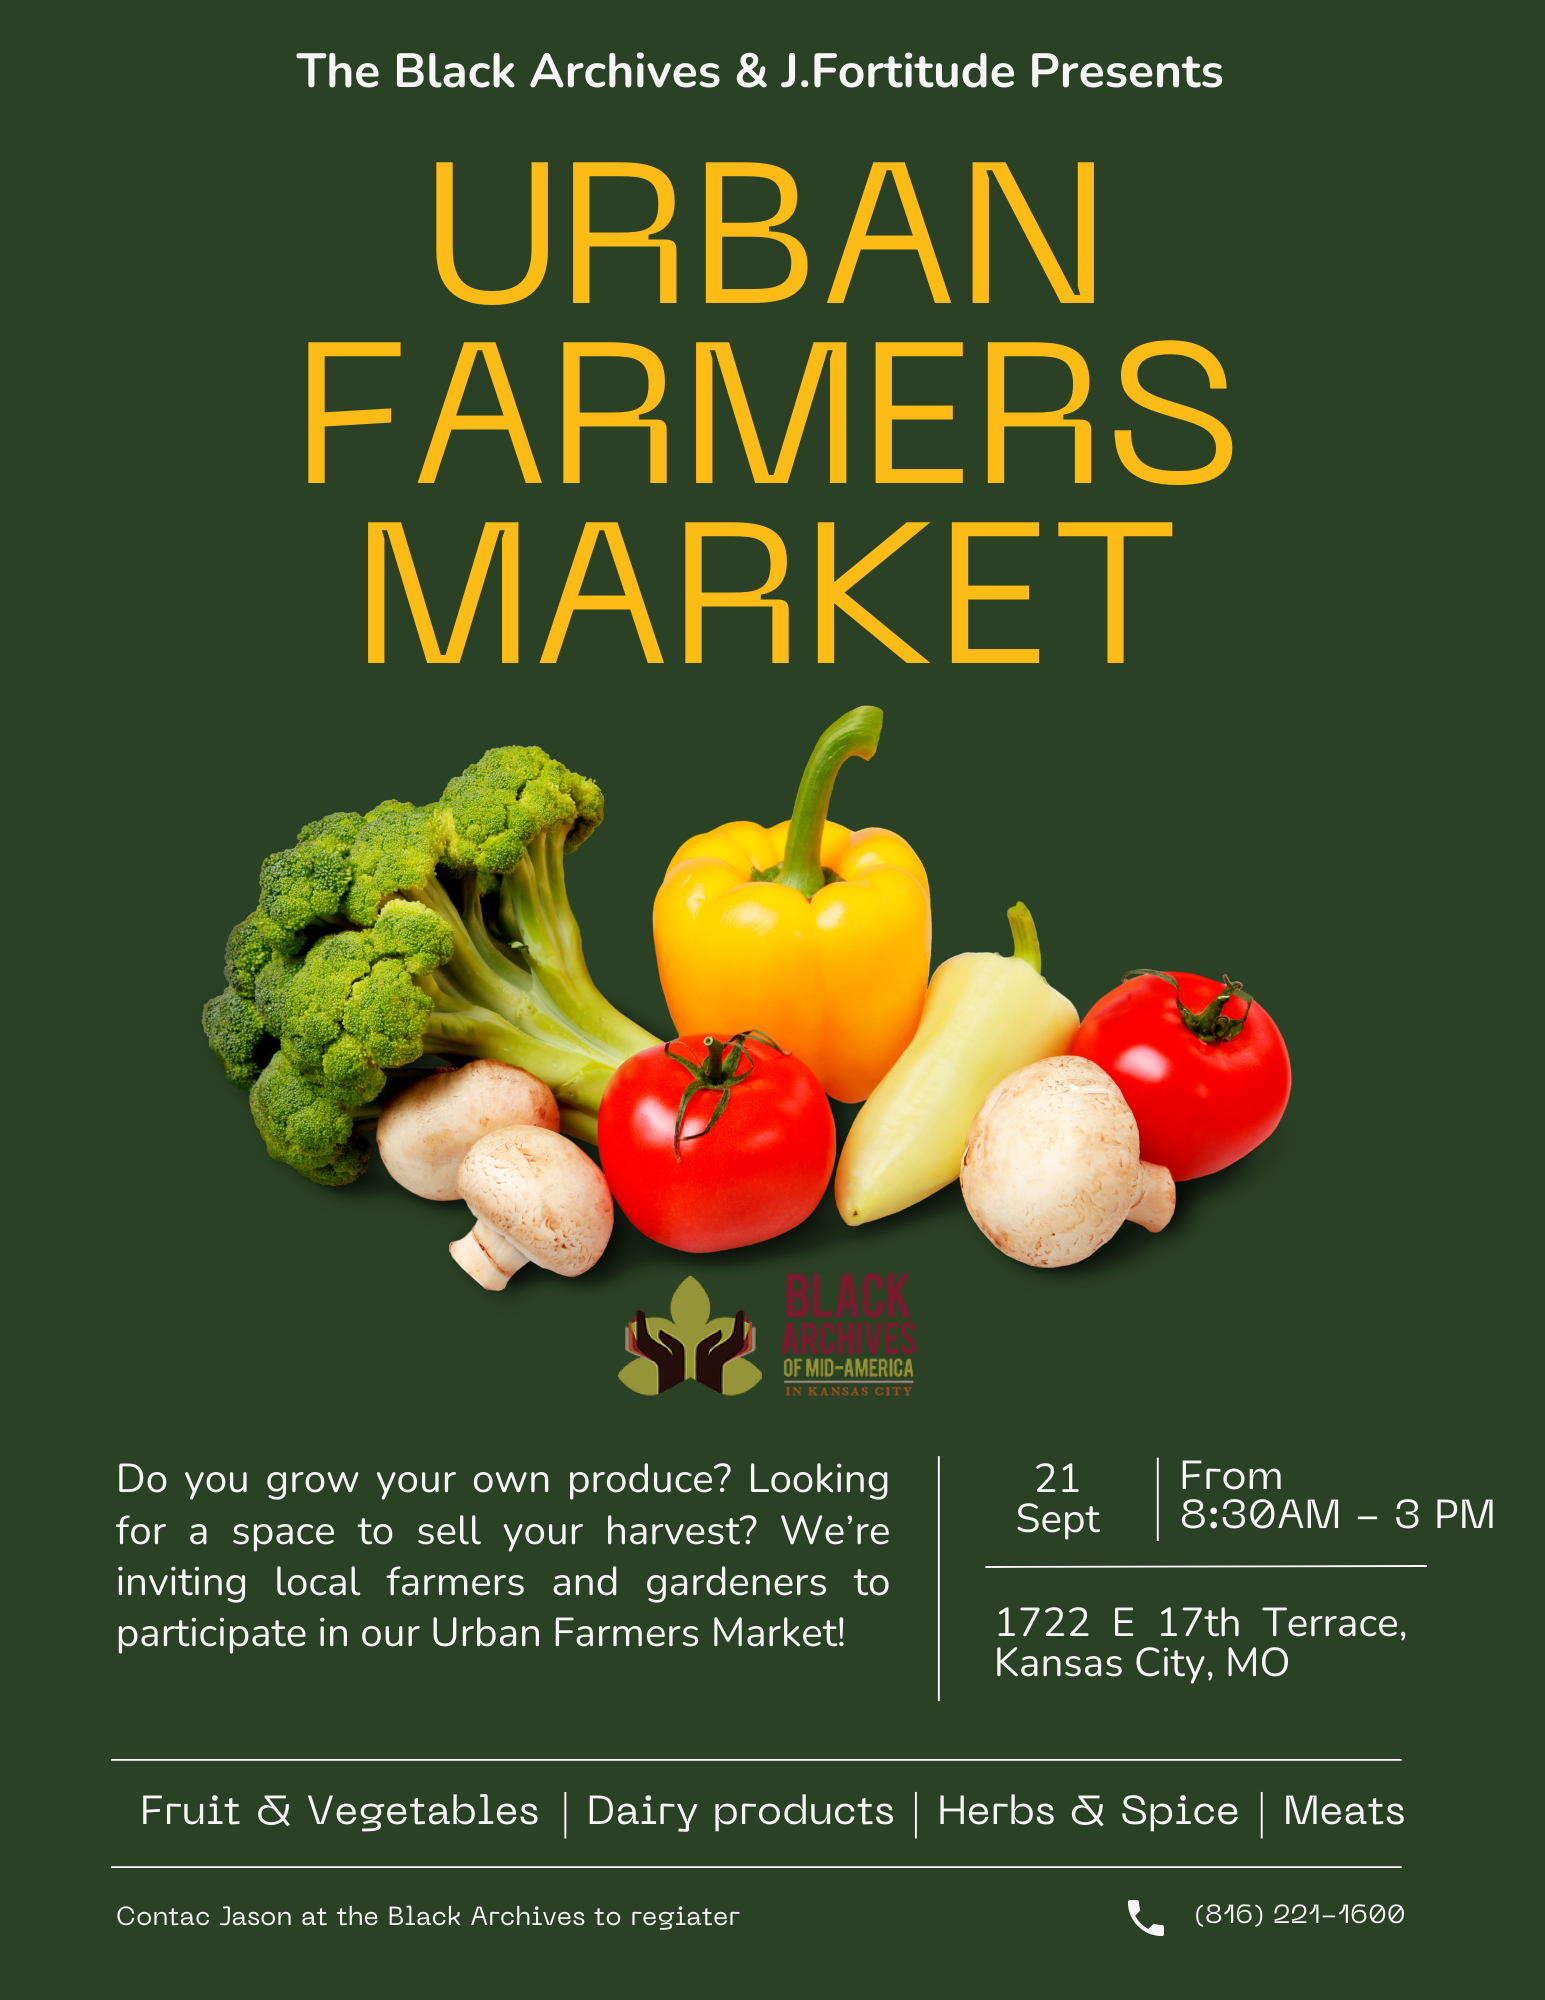 The Black Archives & J.Fortitude Presents
URBAN
FARMERS
MARKET
BLACK
ARCHIVES
OF MID-AMERICA
IN KANSAS CITY
Do you grow your own produce? Looking
for a space to sell your harvest? We’re
inviting local farmers and gardeners to
participate in our Urban Farmers Market!
21
Sept
From
8:30AM – 3 PM
1722 E 17th Terrace,
Kansas City, MO
Fruit & Vegetables | Dairy products | Herbs & Spice | Meats
Contac Jason at the Black Archives to regiater
(816) 221-1600